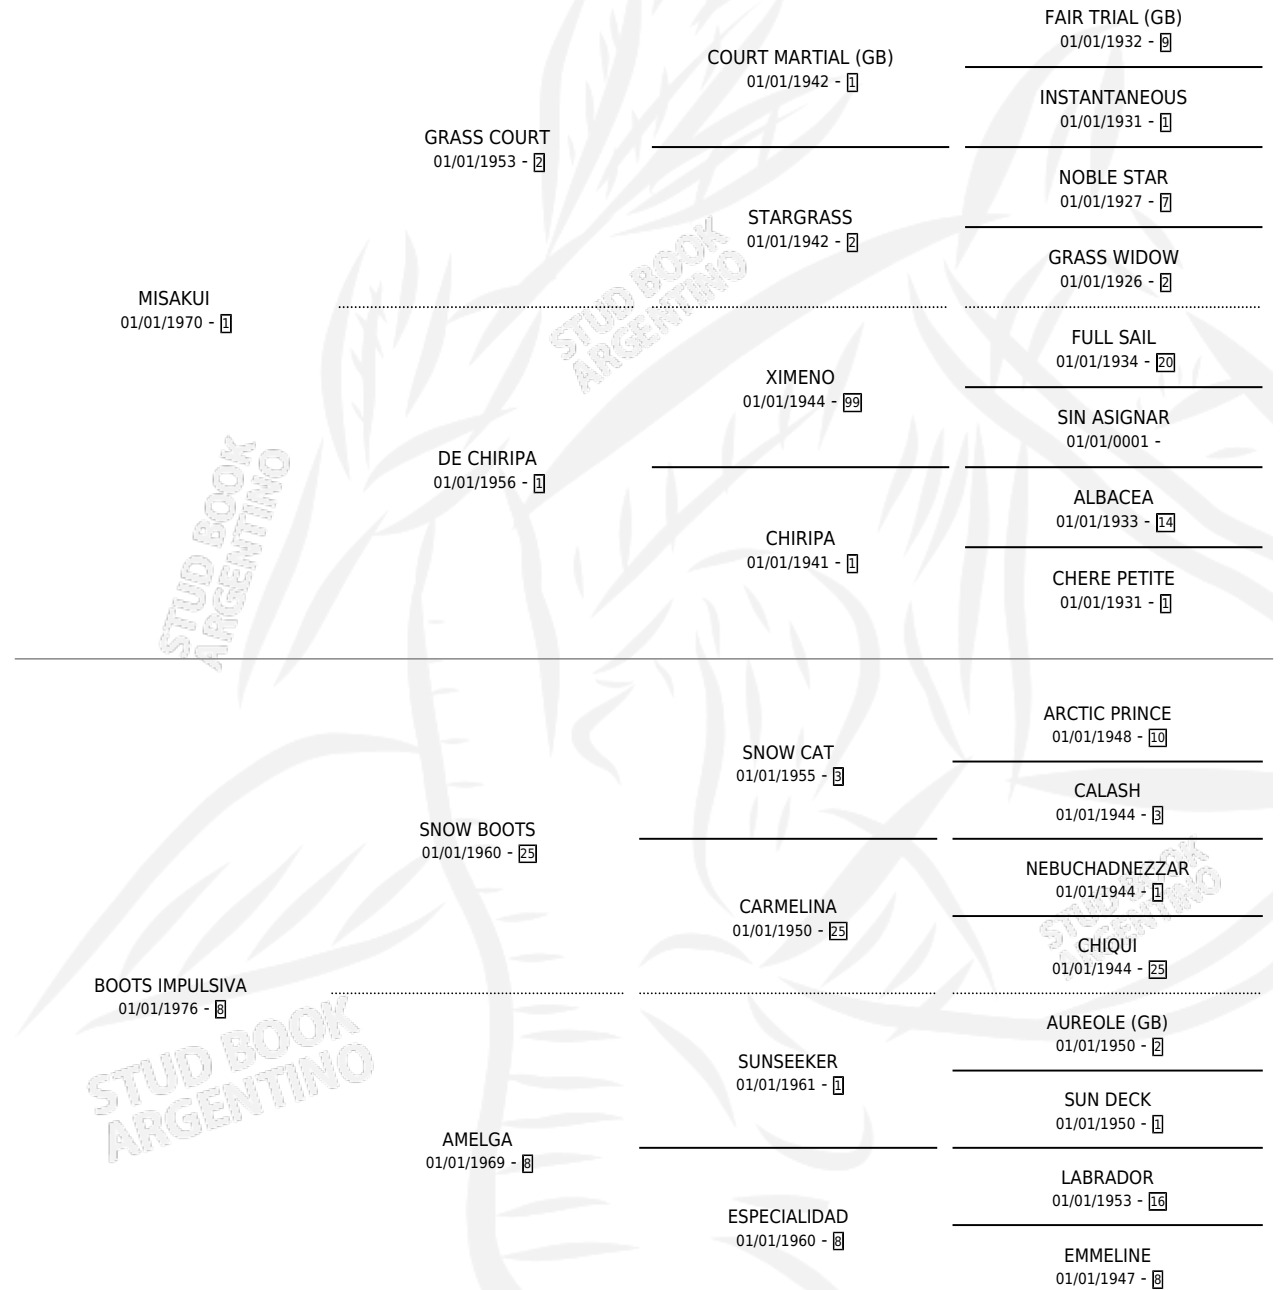 FAIR TRIAL (GB)
01/01/1932 - 9
COURT MARTIAL (GB)
01/01/1942 - 1
INSTANTANEOUS
01/01/1931 - 1
GRASS COURT
01/01/1953 - 2
NOBLE STAR
01/01/1927 - 7
STARGRASS
01/01/1942 - 2
GRASS WIDOW
01/01/1926 - 2
MISAKUI
01/01/1970 - 1
FULL SAIL
01/01/1934 - 20
XIMENO
01/01/1944 - 99
SIN ASIGNAR
01/01/0001 -
DE CHIRIPA
01/01/1956 - 1
ALBACEA
01/01/1933 - 14
CHIRIPA
01/01/1941 - 1
CHERE PETITE
01/01/1931 - 1
ARCTIC PRINCE
01/01/1948 - 10
SNOW CAT
01/01/1955 - 3
CALASH
01/01/1944 - 3
SNOW BOOTS
01/01/1960 - 25
NEBUCHADNEZZAR
01/01/1944 - 1
CARMELINA
01/01/1950 - 25
CHIQUI
01/01/1944 - 25
BOOTS IMPULSIVA
01/01/1976 - 8
AUREOLE (GB)
01/01/1950 - 2
SUNSEEKER
01/01/1961 - 1
SUN DECK
01/01/1950 - 1
AMELGA
01/01/1969 - 8
LABRADOR
01/01/1953 - 16
ESPECIALIDAD
01/01/1960 - 8
EMMELINE
01/01/1947 - 8
STUD BOOK
ARGENTINO
STUD BOOK
ARGENTINO
STUD BOOK
ARGENTINO
STUD BOOK
ARGENTINO